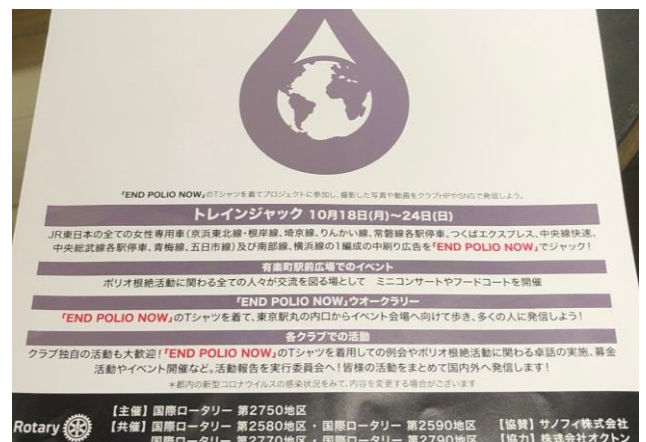 「END POLIO NOW」のTシャツを着てプロジェクトに参加し、撮影した写真や動画をクラブHPやSNSで発信しよう。
トレインジャック 10月18日(月)〜24日(日)
JR東日本の全ての女性専用車(京浜東北線・根岸線、埼京線、りんかい線、常磐線各駅停車、つくばエクスプレス、中央線快速、
中央総武線各駅停車、青梅線、五日市線)及び南部線、横浜線の1編成の中刷り広告を「END POLIO NOW」でジャック!
有楽町駅前広場でのイベント
ポリオ根絶活動に関わる全ての人々が交流を図る場として ミニコンサートやフードコートを開催
「END POLIO NOW」ウオークラリー
「END POLIO NOW」のTシャツを着て、東京駅丸の内口からイベント会場へ向けて歩き、多くの人に発信しよう!
各クラブでの活動
クラブ独自の活動も大歓迎!「END POLIO NOW」のTシャツを着用しての例会やポリオ根絶活動に関わる卓話の実施、募金
活動やイベント開催など。活動報告を実行委員会へ!皆様の活動をまとめて国内外へ発信します!
*都内の新型コロナウイルスの感染状況をみて、内容を変更する場合がございます
Rotary
【主催】国際ロータリー 第2750地区
【共催】国際ロータリー 第2580地区・国際ロータリー 第2590地区 【協賛】サノフィ株式会社
国際ロータリー 第2770地区・国際ロータリー 第2790地区 【協力】株式会社オクトン